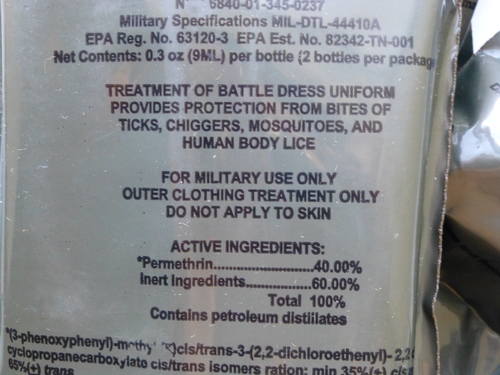 6840-01-345-0237
Military Specifications MIL-DTL-44410A
EPA Reg. No. 63120-3 EPA Est. No. 82342-TN-001
Net Contents: 0.3 oz (9ML) per bottle (2 bottles per packag
TREATMENT OF BATTLE DRESS UNIFORM
PROVIDES PROTECTION FROM BITES OF
TICKS, CHIGGERS, MOSQUITOES, AND
HUMAN BODY LICE
FOR MILITARY USE ONLY
OUTER CLOTHING TREATMENT ONLY
DO NOT APPLY TO SKIN
ACTIVE INGREDIENTS:
*Permethrin......................40.00%
Inert Ingredients.................60.00%
Total 100%
Contains petroleum distillates
*(3-phenoxyphenyl)-methyl cis/trans-3-(2,2-dichloroethenyl)- 2,2
cyclopropanecarboxylato cis/trans isomers ration: min 35%(±) cis
65%(±) trans